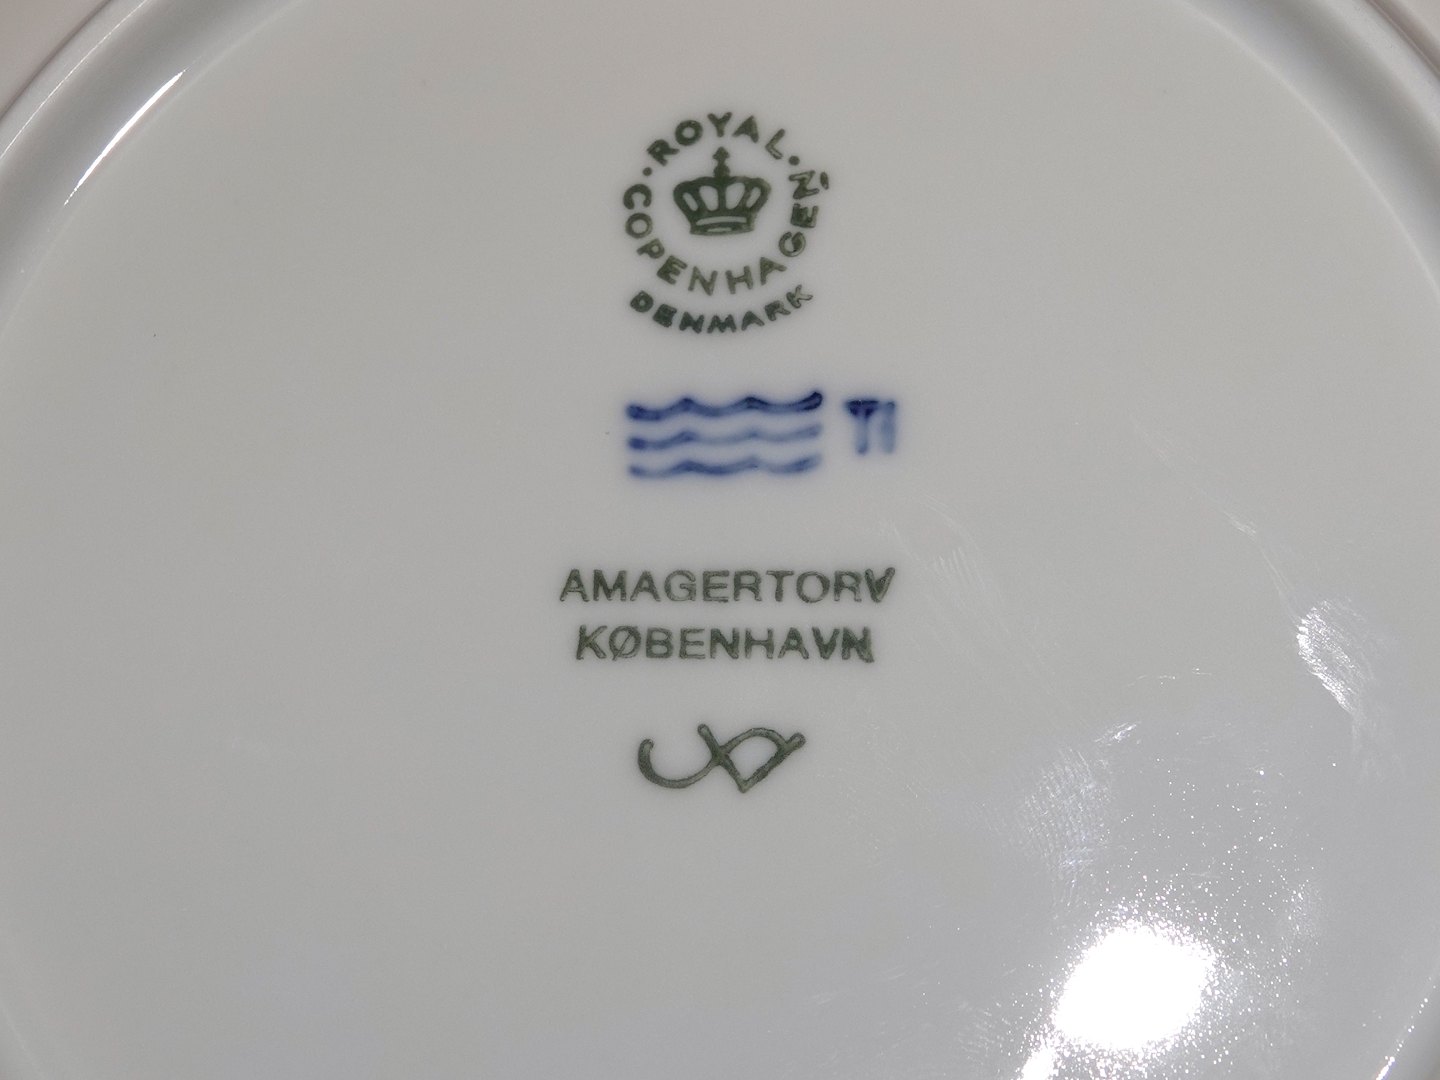 ROYAL
COPENHAGEN
DENMARK
AMAGERTORV
KØBENHAVN